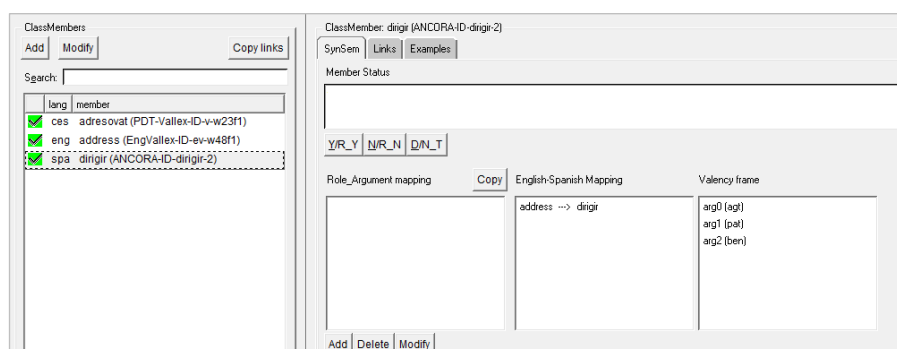 ClassMembers
Add Modify Copy links
Search:
lang member
ces adresovat (PDT-Vallex-ID-v-w23f1)
eng address (EngVallex-ID-ev-w48f1)
spa dirigir (ANCORA-ID-dirigir-2)
ClassMember: dirigir (ANCORA-ID-dirigir-2)
SynSem Links Examples
Member Status
Y/R_Y N/R_N D/N_T
Role_Argument mapping Copy English-Spanish Mapping Valency frame
address ---> dirigir
arg0 (agt)
arg1 (pat)
arg2 (ben)
Add Delete Modify